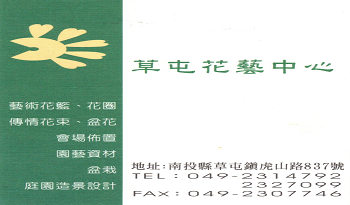 草屯花藝中心
藝術花籃、花圈
傳情花束、盆花
會場佈置
園藝資材
盆栽
庭園造景設計
地址:南投縣草屯鎮虎山路837號
TEL:049-2314792
2327099
FAX:049-2307746